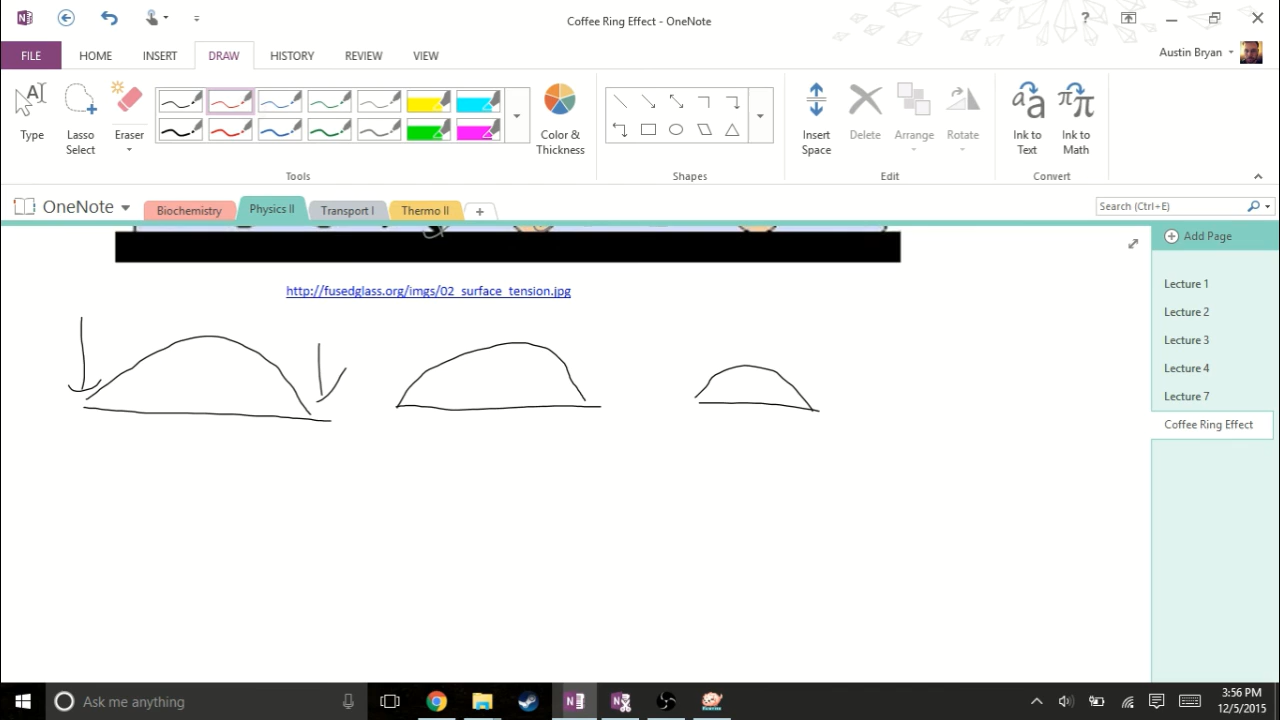 Coffee Ring Effect - OneNote
?
FILE HOME INSERT DRAW HISTORY REVIEW VIEW
Austin Bryan
Type
Lasso Select
Eraser
Color & Thickness
Insert Space
Delete
Arrange
Rotate
Ink to Text
Ink to Math
Tools
Shapes
Edit
Convert
OneNote
Biochemistry
Physics II
Transport I
Thermo II
Search (Ctrl+E)
Add Page
http://fusedglass.org/imgs/02_surface_tension.jpg
Lecture 1
Lecture 2
Lecture 3
Lecture 4
Lecture 7
Coffee Ring Effect
Ask me anything
3:56 PM
12/5/2015